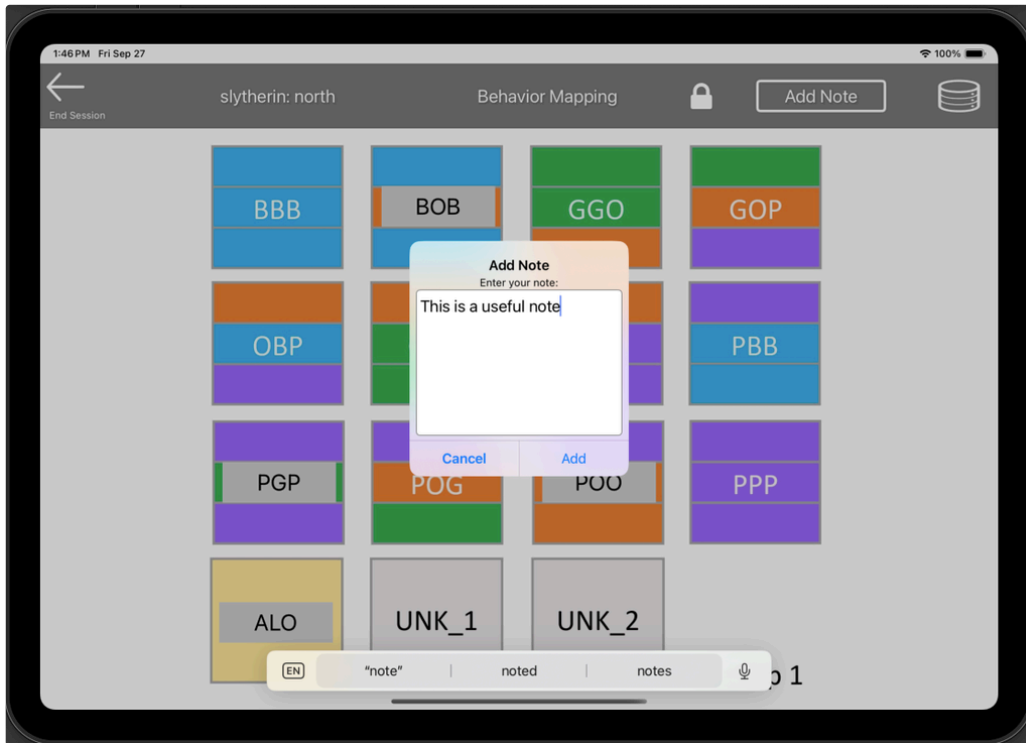 1:46 PM Fri Sep 27 100%
End Session
slytherin: north Behavior Mapping Add Note
BBB BOB GGO GOP
Add Note
Enter your note:
This is a useful note
OBP PBB
Cancel Add
PGP POG POO PPP
ALO UNK_1 UNK_2
EN "note" noted notes
1